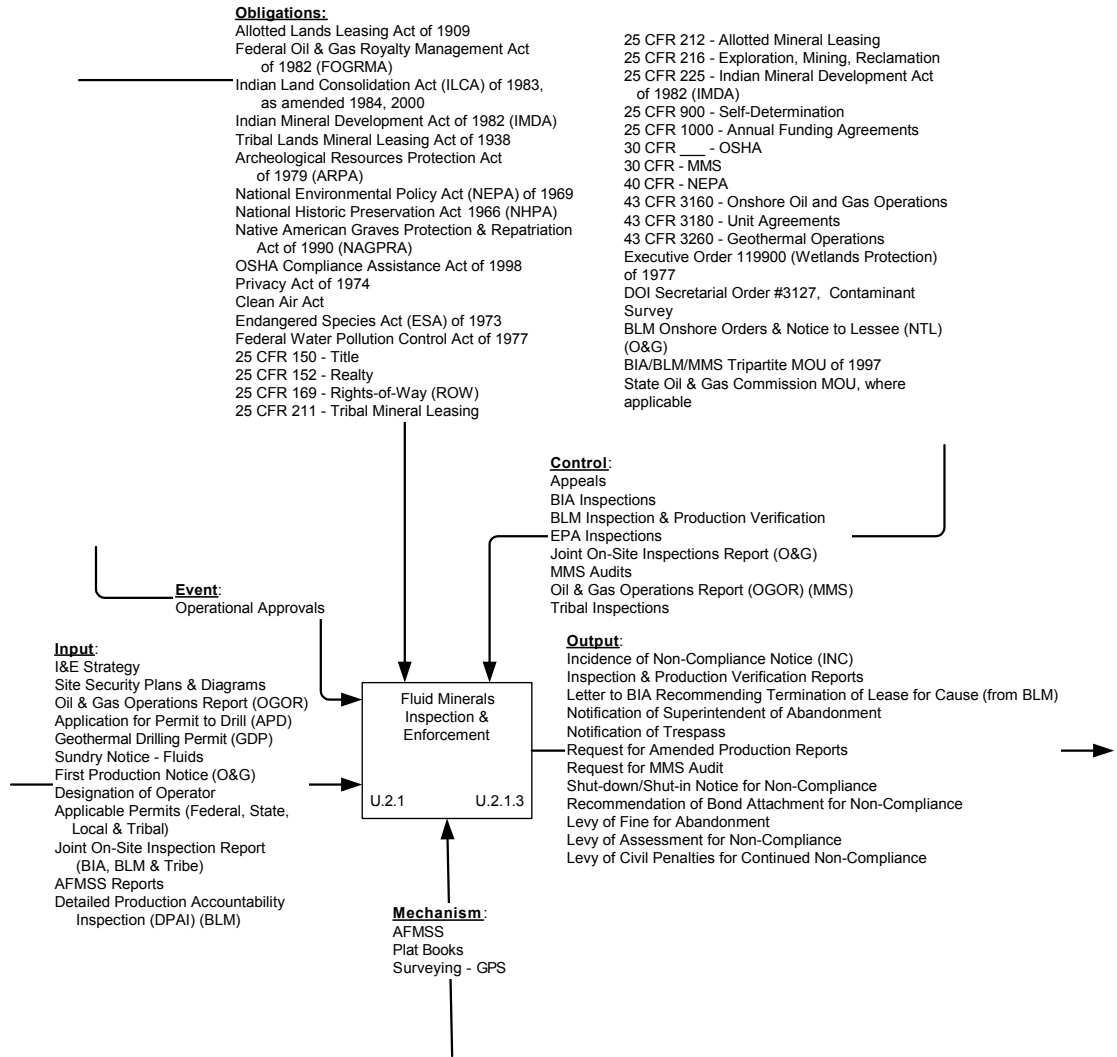 Obligations:
Allotted Lands Leasing Act of 1909
Federal Oil & Gas Royalty Management Act
of 1982 (FOGRMA)
Indian Land Consolidation Act (ILCA) of 1983,
as amended 1984, 2000
Indian Mineral Development Act of 1982 (IMDA)
Tribal Lands Mineral Leasing Act of 1938
Archeological Resources Protection Act
of 1979 (ARPA)
National Environmental Policy Act (NEPA) of 1969
National Historic Preservation Act 1966 (NHPA)
Native American Graves Protection & Repatriation
Act of 1990 (NAGPRA)
OSHA Compliance Assistance Act of 1998
Privacy Act of 1974
Clean Air Act
Endangered Species Act (ESA) of 1973
Federal Water Pollution Control Act of 1977
25 CFR 150 - Title
25 CFR 152 - Realty
25 CFR 169 - Rights-of-Way (ROW)
25 CFR 211 - Tribal Mineral Leasing
25 CFR 212 - Allotted Mineral Leasing
25 CFR 216 - Exploration, Mining, Reclamation
25 CFR 225 - Indian Mineral Development Act
of 1982 (IMDA)
25 CFR 900 - Self-Determination
25 CFR 1000 - Annual Funding Agreements
30 CFR ___ - OSHA
30 CFR - MMS
40 CFR - NEPA
43 CFR 3160 - Onshore Oil and Gas Operations
43 CFR 3180 - Unit Agreements
43 CFR 3260 - Geothermal Operations
Executive Order 119900 (Wetlands Protection)
of 1977
DOI Secretarial Order #3127, Contaminant
Survey
BLM Onshore Orders & Notice to Lessee (NTL)
(O&G)
BIA/BLM/MMS Tripartite MOU of 1997
State Oil & Gas Commission MOU, where
applicable
Control:
Appeals
BIA Inspections
BLM Inspection & Production Verification
EPA Inspections
Joint On-Site Inspections Report (O&G)
MMS Audits
Oil & Gas Operations Report (OGOR) (MMS)
Tribal Inspections
Event:
Operational Approvals
Input:
I&E Strategy
Site Security Plans & Diagrams
Oil & Gas Operations Report (OGOR)
Application for Permit to Drill (APD)
Geothermal Drilling Permit (GDP)
Sundry Notice - Fluids
First Production Notice (O&G)
Designation of Operator
Applicable Permits (Federal, State,
Local & Tribal)
Joint On-Site Inspection Report
(BIA, BLM & Tribe)
AFMSS Reports
Detailed Production Accountability
Inspection (DPAI) (BLM)
Fluid Minerals
Inspection &
Enforcement
U.2.1 U.2.1.3
Output:
Incidence of Non-Compliance Notice (INC)
Inspection & Production Verification Reports
Letter to BIA Recommending Termination of Lease for Cause (from BLM)
Notification of Superintendent of Abandonment
Notification of Trespass
Request for Amended Production Reports
Request for MMS Audit
Shut-down/Shut-in Notice for Non-Compliance
Recommendation of Bond Attachment for Non-Compliance
Levy of Fine for Abandonment
Levy of Assessment for Non-Compliance
Levy of Civil Penalties for Continued Non-Compliance
Mechanism:
AFMSS
Plat Books
Surveying - GPS